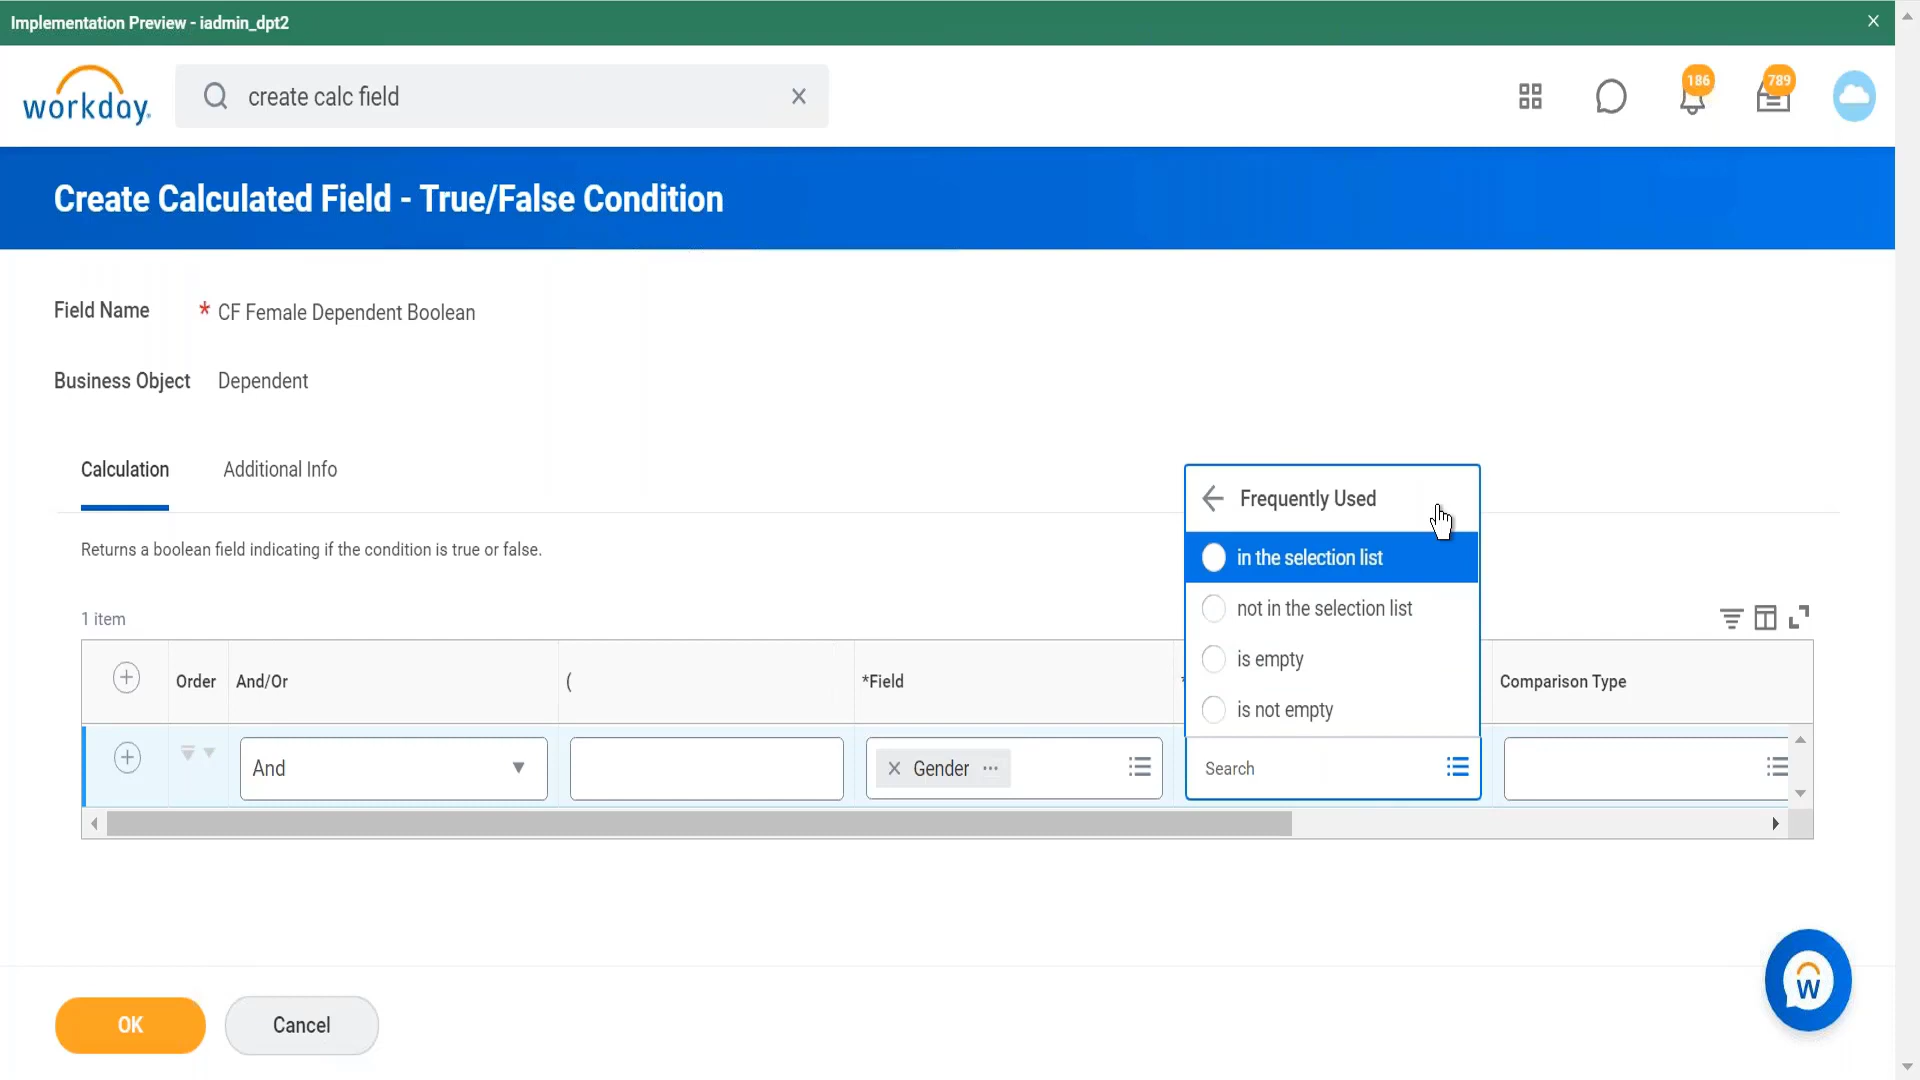 Implementation Preview - iadmin_dpt2
workday.
create calc field
186
789
Create Calculated Field - True/False Condition
Field Name * CF Female Dependent Boolean
Business Object Dependent
Calculation Additional Info
Frequently Used
in the selection list
not in the selection list
is empty
is not empty
Returns a boolean field indicating if the condition is true or false.
1 item
Order And/Or ( *Field Comparison Type
And Gender Search
OK Cancel
W